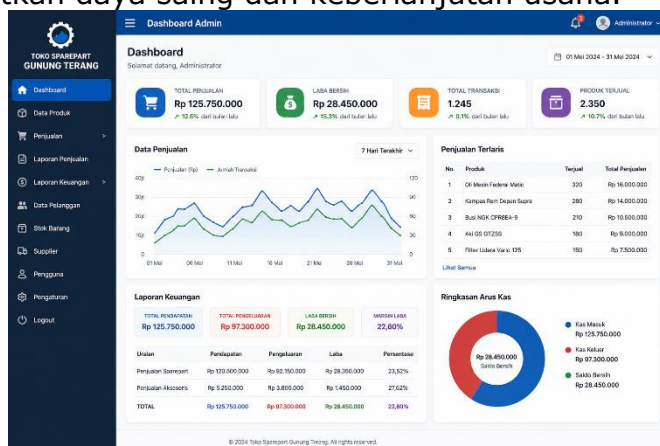 tkan daya saing dan keberlanjutan usaha.
TOKO SPAREPART
GUNUNG TERANG
Dashboard
Data Produk
Penjualan
Laporan Penjualan
Laporan Keuangan
Data Pelanggan
Stok Barang
Supplier
Pengguna
Pengaturan
Logout
Dashboard Admin
Administrator
Dashboard
Selamat datang, Administrator
01 Mei 2024 - 31 Mei 2024
TOTAL PENJUALAN
Rp 125.750.000
12.5% dari bulan lalu
LABA BERSIH
Rp 28.450.000
15.3% dari bulan lalu
TOTAL TRANSAKSI
1.245
8.1% dari bulan lalu
PRODUK TERJUAL
2.350
10.7% dari bulan lalu
Data Penjualan
7 Hari Terakhir
Penjualan (Rp) Jumlah Transaksi
120
90
60
30
0
0
01 Mei 06 Mei 11 Mei 16 Mei 21 Mei 26 Mei 31 Mei
Penjualan Terlaris
No. Produk Terjual Total Penjualan
1 Oli Mesin Federal Matic 320 Rp 16.000.000
2 Kampas Rem Depan Supra 280 Rp 14.000.000
3 Busi NGK CPR8EA-9 210 Rp 10.500.000
4 Aki GS GTZ5S 180 Rp 9.000.000
5 Filter Udara Vario 125 150 Rp 7.500.000
Lihat Semua
Laporan Keuangan
TOTAL PENDAPATAN
Rp 125.750.000
TOTAL PENGELUARAN
Rp 97.300.000
LABA BERSIH
Rp 28.450.000
MARGIN LABA
22,60%
Uraian Pendapatan Pengeluaran Laba Persentase
Penjualan Sparepart Rp 120.500.000 Rp 92.150.000 Rp 28.350.000 23,52%
Penjualan Aksesoris Rp 5.250.000 Rp 3.800.000 Rp 1.450.000 27,62%
TOTAL Rp 125.750.000 Rp 97.300.000 Rp 28.450.000 22,60%
Ringkasan Arus Kas
Rp 28.450.000
Saldo Bersih
Kas Masuk
Rp 125.750.000
Kas Keluar
Rp 97.300.000
Saldo Bersih
Rp 28.450.000
© 2024 Toko Sparepart Gunung Terang. All rights reserved.